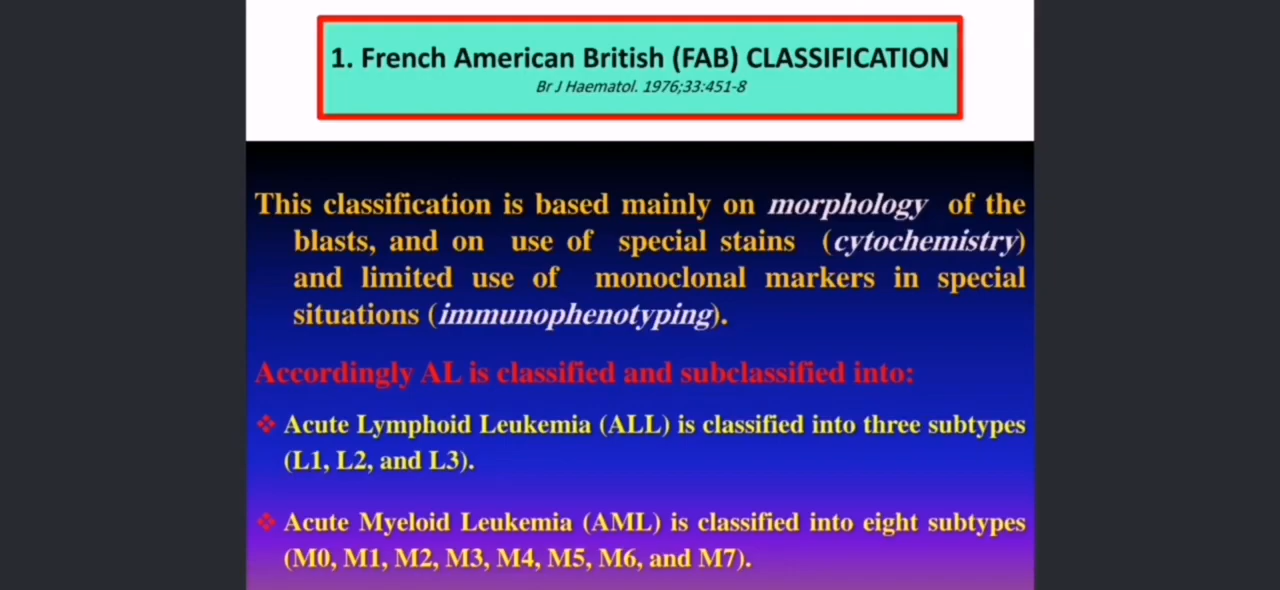 1. French American British (FAB) CLASSIFICATION
Br J Haematol. 1976;33:451-8
This classification is based mainly on morphology of the
blasts, and on use of special stains (cytochemistry)
and limited use of monoclonal markers in special
situations (immunophenotyping).
Accordingly AL is classified and subclassified into:
❖ Acute Lymphoid Leukemia (ALL) is classified into three subtypes
(L1, L2, and L3).
❖ Acute Myeloid Leukemia (AML) is classified into eight subtypes
(M0, M1, M2, M3, M4, M5, M6, and M7).